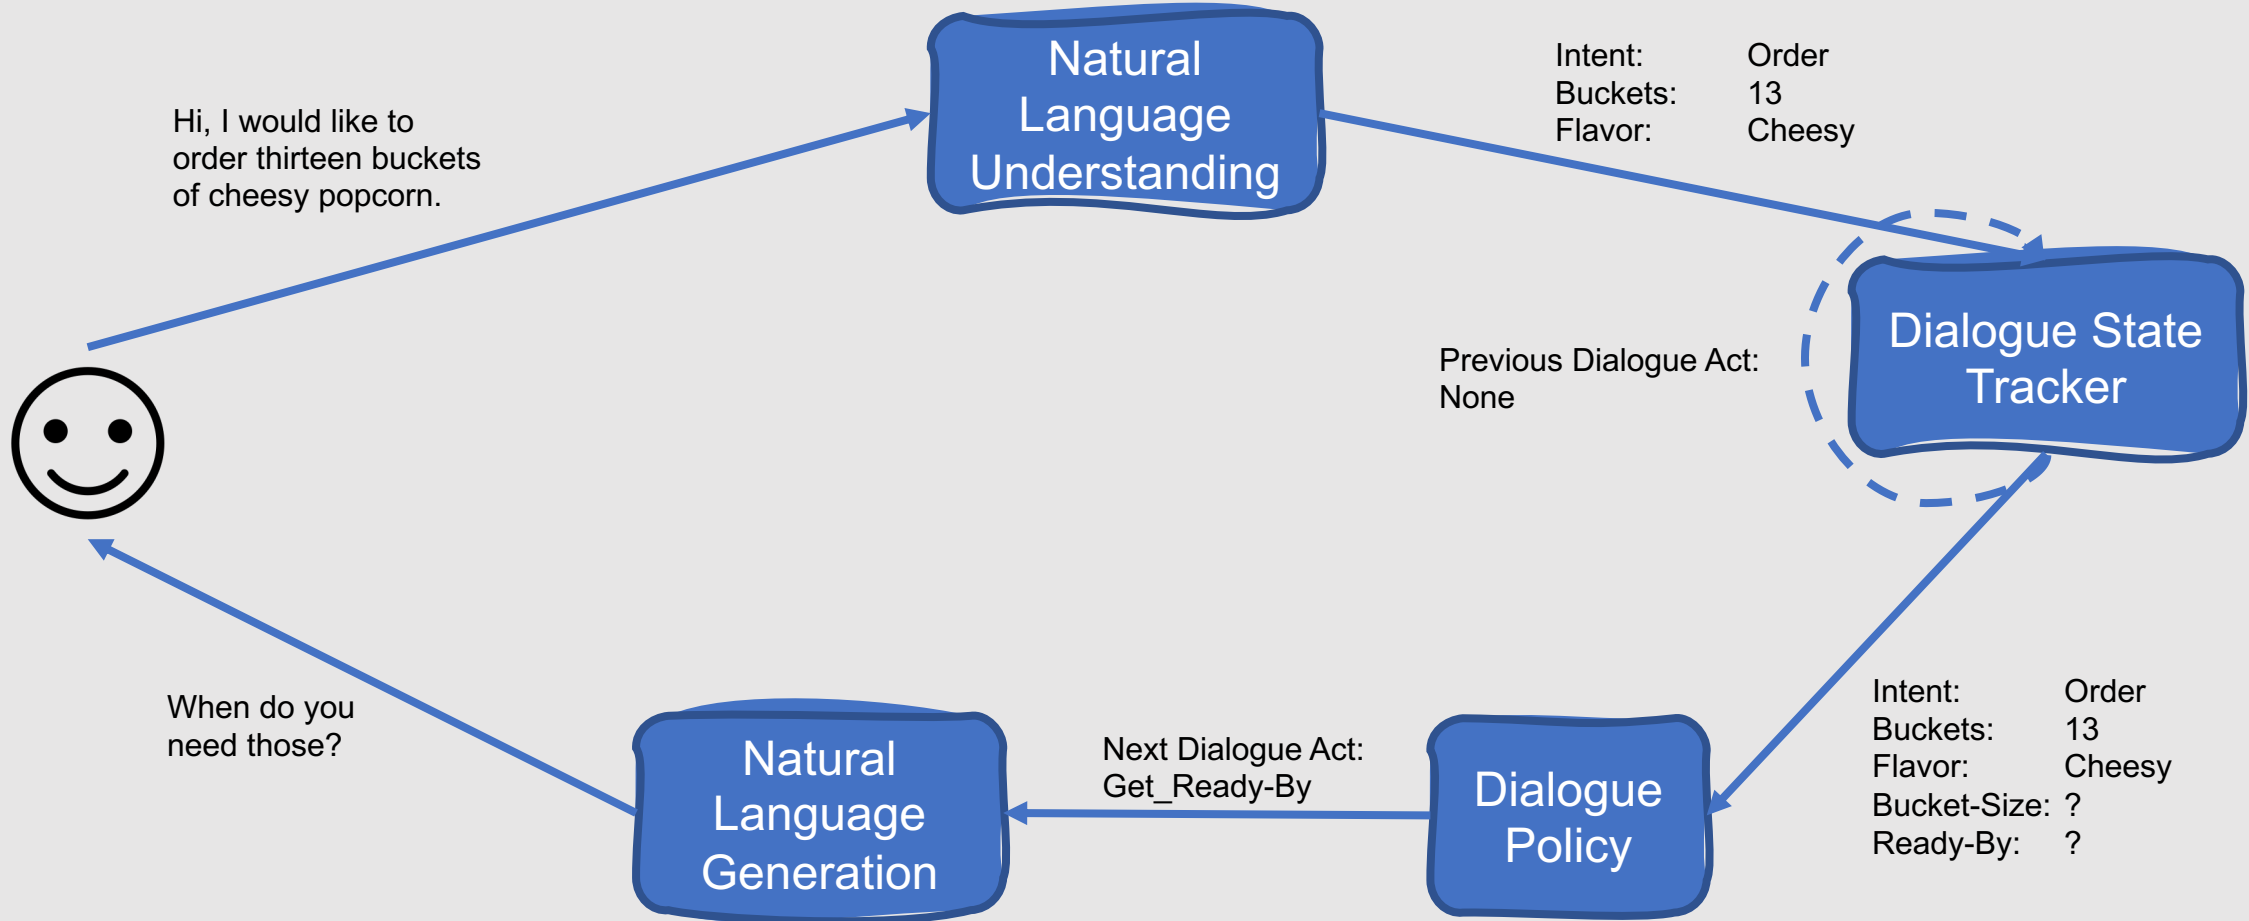 Hi, I would like to
order thirteen buckets
of cheesy popcorn.
Natural
Language
Understanding
Intent: Order
Buckets: 13
Flavor: Cheesy
Previous Dialogue Act:
None
Dialogue State
Tracker
Intent: Order
Buckets: 13
Flavor: Cheesy
Bucket-Size: ?
Ready-By: ?
Dialogue
Policy
Next Dialogue Act:
Get_Ready-By
Natural
Language
Generation
When do you
need those?